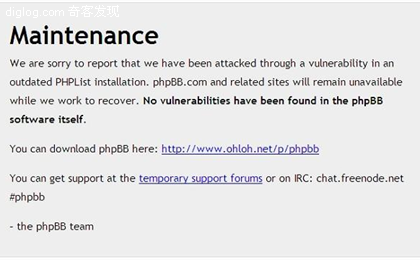 diglog.com 奇客发现
Maintenance
We are sorry to report that we have been attacked through a vulnerability in an
outdated PHPList installation. phpBB.com and related sites will remain unavailable
while we work to recover. No vulnerabilities have been found in the phpBB
software itself.
You can download phpBB here: http://www.ohloh.net/p/phpbb
You can get support at the temporary support forums or on IRC: chat.freenode.net
#phpbb
- the phpBB team